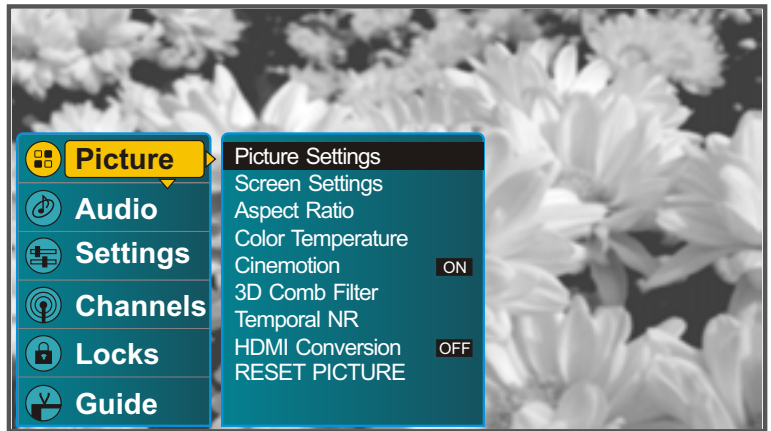 Picture
Audio
Settings
Channels
Locks
Guide
Picture Settings
Screen Settings
Aspect Ratio
Color Temperature
Cinemotion ON
3D Comb Filter
Temporal NR
HDMI Conversion OFF
RESET PICTURE